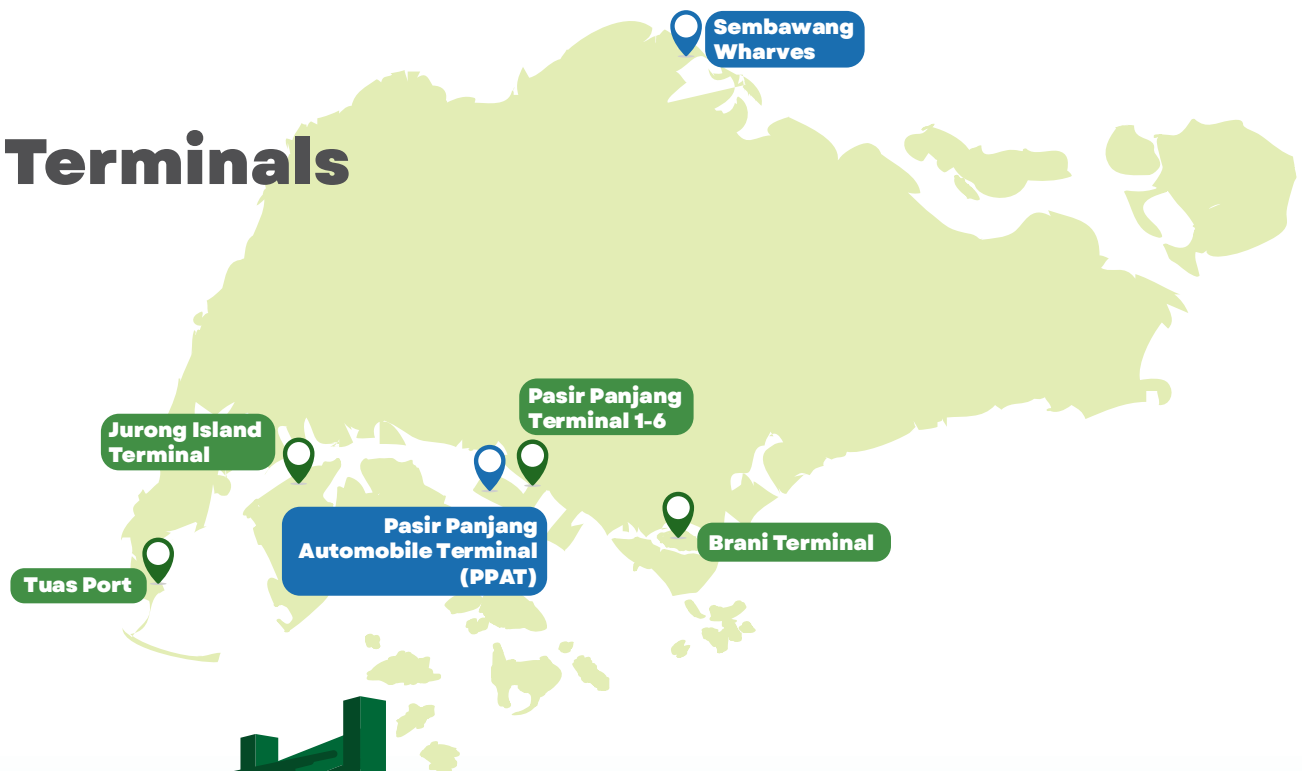 Sembawang
Wharves
Terminals
Pasir Panjang
Terminal 1-6
Jurong Island
Terminal
Pasir Panjang
Automobile Terminal
(PPAT)
Brani Terminal
Tuas Port